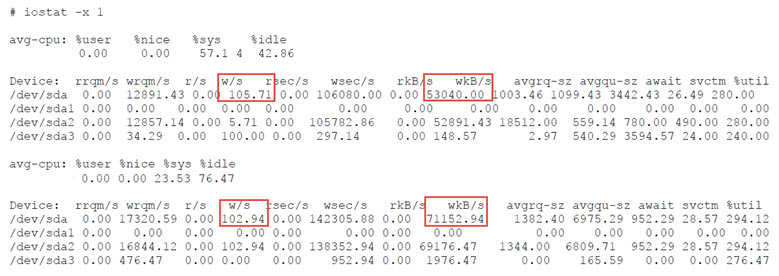 # iostat -x 1
avg-cpu: %user %nice %sys %idle
0.00 0.00 57.1 4 42.86
Device: rrqm/s wrqm/s r/s w/s rsec/s wsec/s rkB/s wkB/s avgrq-sz avgqu-sz await svctm %util
/dev/sda 0.00 12891.43 0.00 105.71 0.00 106080.00 0.00 53040.00 1003.46 1099.43 3442.43 26.49 280.00
/dev/sda1 0.00 0.00 0.00 0.00 0.00 0.00 0.00 0.00 0.00 0.00 0.00 0.00 0.00
/dev/sda2 0.00 12857.14 0.00 5.71 0.00 105782.86 0.00 52891.43 18512.00 559.14 780.00 490.00 280.00
/dev/sda3 0.00 34.29 0.00 100.00 0.00 297.14 0.00 148.57 2.97 540.29 3594.57 24.00 240.00
avg-cpu: %user %nice %sys %idle
0.00 0.00 23.53 76.47
Device: rrqm/s wrqm/s r/s w/s rsec/s wsec/s rkB/s wkB/s avgrq-sz avgqu-sz await svctm %util
/dev/sda 0.00 17320.59 0.00 102.94 0.00 142305.88 0.00 71152.94 1382.40 6975.29 952.29 28.57 294.12
/dev/sda1 0.00 0.00 0.00 0.00 0.00 0.00 0.00 0.00 0.00 0.00 0.00 0.00 0.00
/dev/sda2 0.00 16844.12 0.00 102.94 0.00 138352.94 0.00 69176.47 1344.00 6809.71 952.29 28.57 294.12
/dev/sda3 0.00 476.47 0.00 0.00 0.00 952.94 0.00 1976.47 0.00 165.59 0.00 0.00 276.47